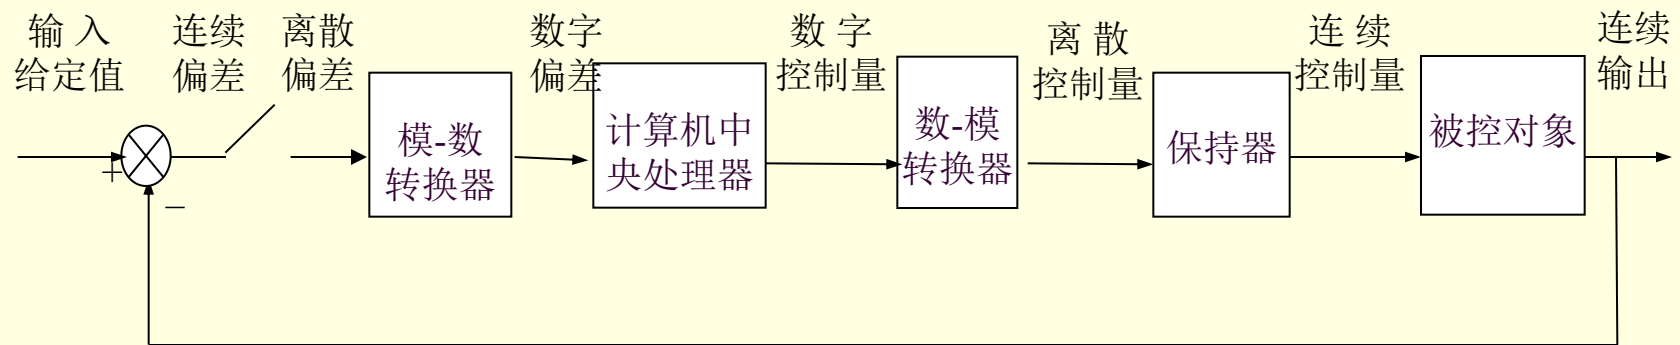 输 入
给定值
连续
偏差
离散
偏差
数字
偏差
数 字
控制量
离 散
控制量
连 续
控制量
连续
输出
模-数
转换器
计算机中
央处理器
数-模
转换器
保持器
被控对象
+
−